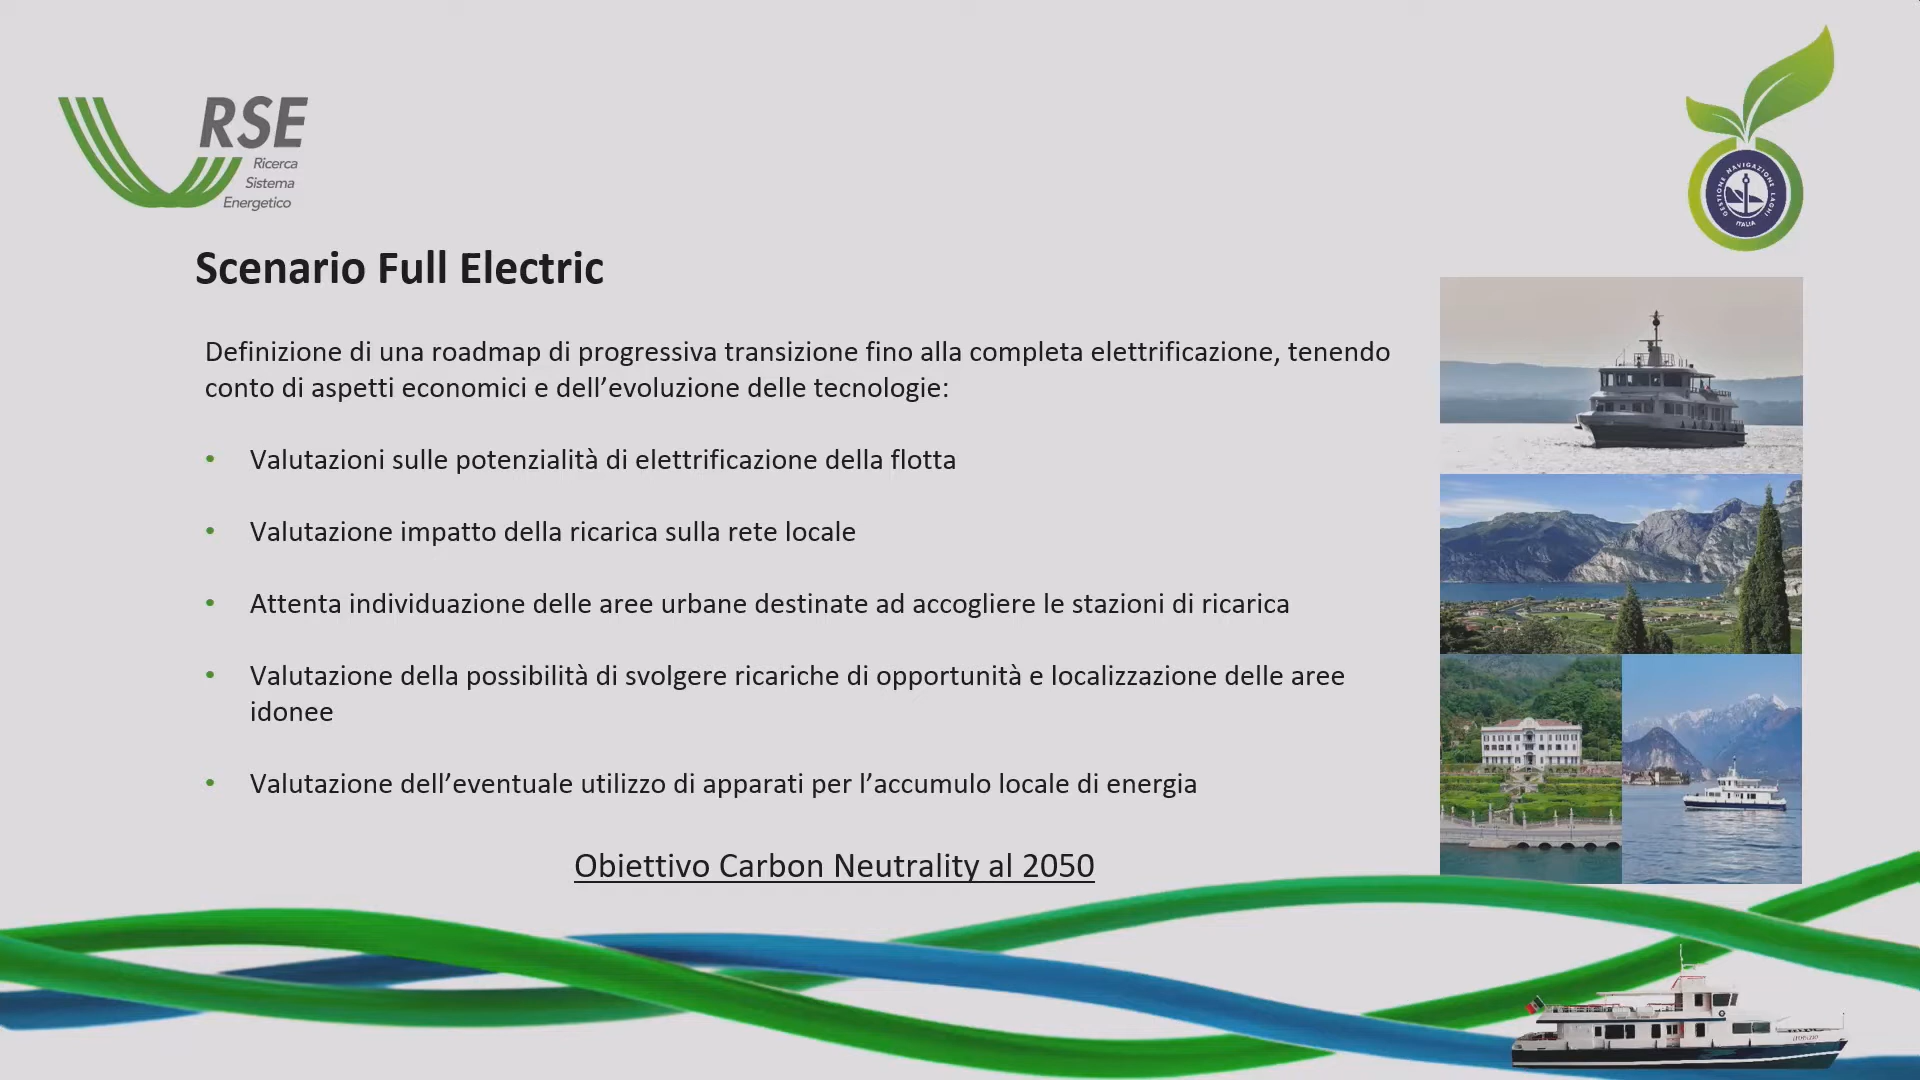 RSE
Ricerca
Sistema
Energetico
GESTIONE NAVIGAZIONE LAGHI
ITALIA
Scenario Full Electric
Definizione di una roadmap di progressiva transizione fino alla completa elettrificazione, tenendo
conto di aspetti economici e dell’evoluzione delle tecnologie:
• Valutazioni sulle potenzialità di elettrificazione della flotta
• Valutazione impatto della ricarica sulla rete locale
• Attenta individuazione delle aree urbane destinate ad accogliere le stazioni di ricarica
• Valutazione della possibilità di svolgere ricariche di opportunità e localizzazione delle aree
idonee
• Valutazione dell’eventuale utilizzo di apparati per l’accumulo locale di energia
Obiettivo Carbon Neutrality al 2050